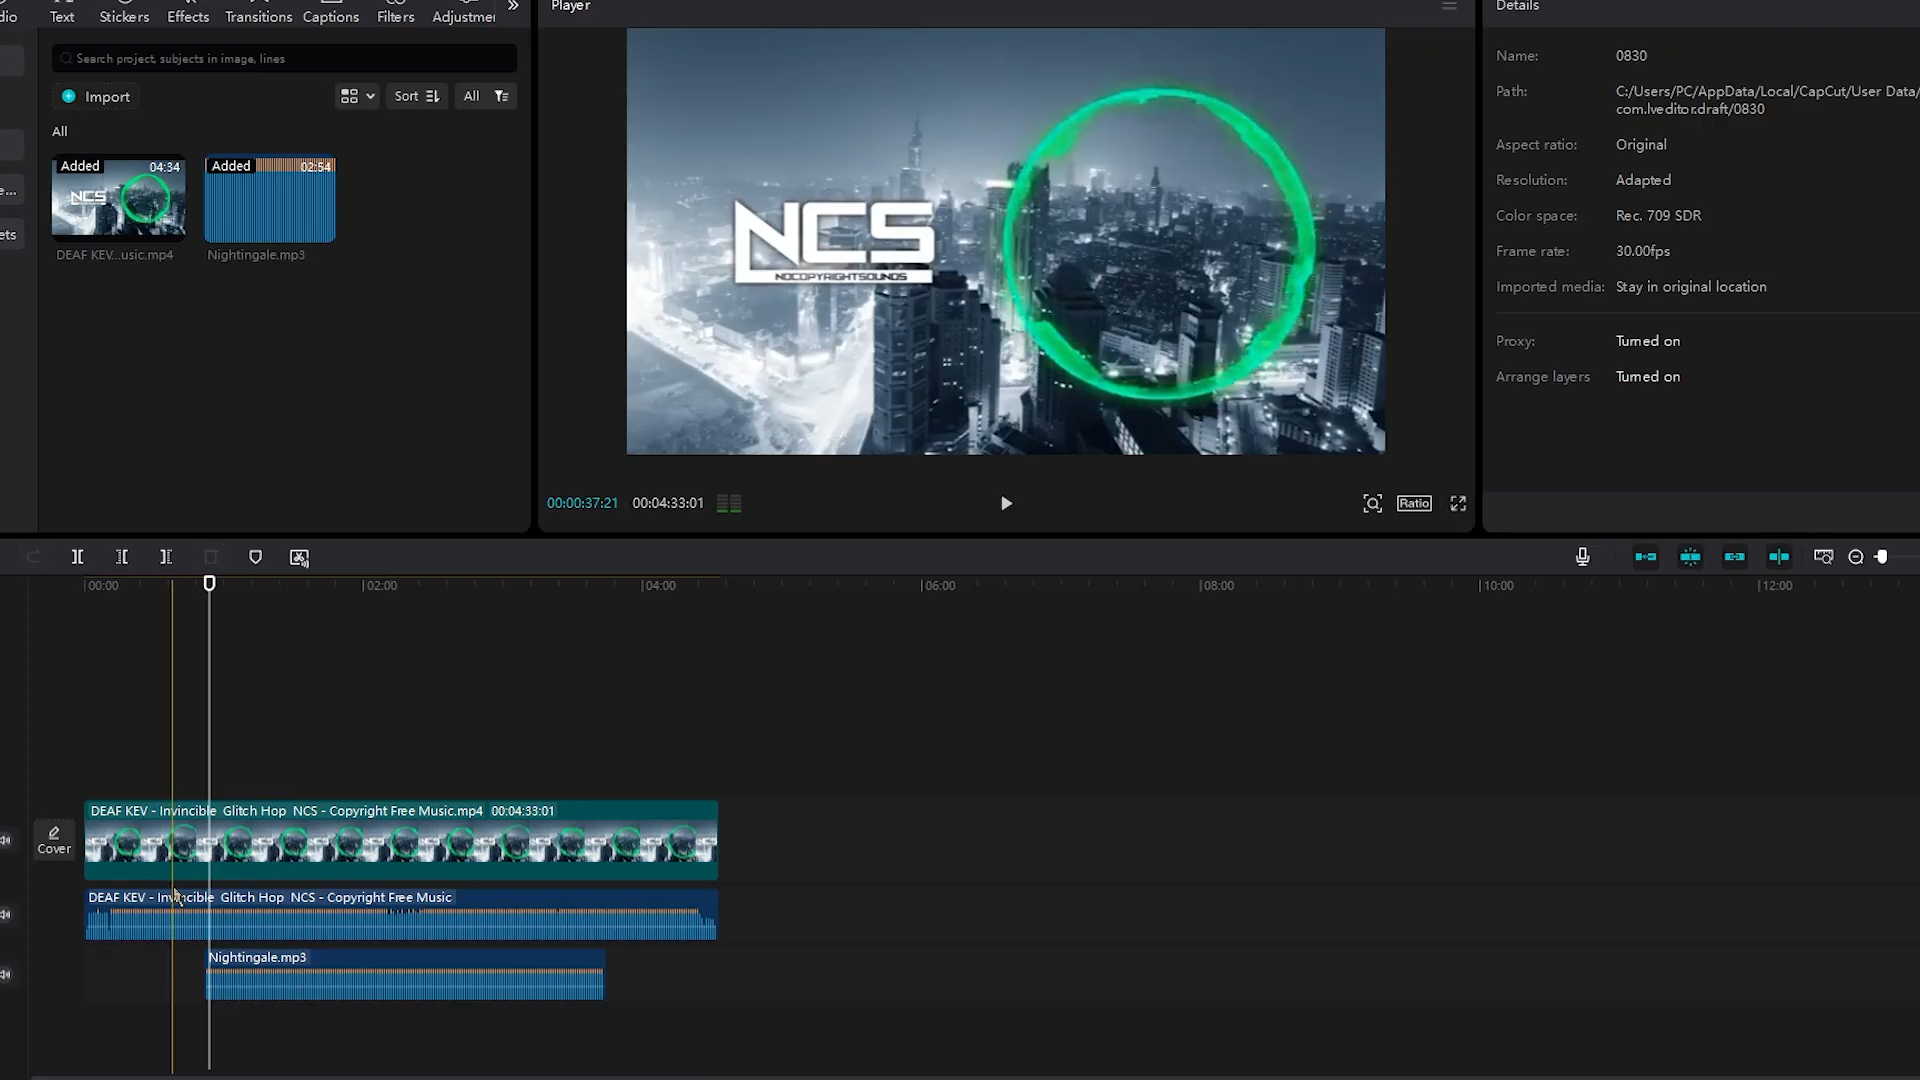 dio
Text
Stickers
Effects
Transitions
Captions
Filters
Adjustmen
Search project, subjects in image, lines
Import
Sort
All
All
Added 04:34
NCS
DEAF KEV...usic.mp4
Added 02:54
Nightingale.mp3
e...
ets
Player
NCS
NOCOPYRIGHTSOUNDS
00:00:37:21 00:04:33:01
Ratio
Details
Name: 0830
Path: C:/Users/PC/AppData/Local/CapCut/User Data/
com.lveditor.draft/0830
Aspect ratio: Original
Resolution: Adapted
Color space: Rec. 709 SDR
Frame rate: 30.00fps
Imported media: Stay in original location
Proxy: Turned on
Arrange layers Turned on
00:00 02:00 04:00 06:00 08:00 10:00 12:00
DEAF KEV - Invincible Glitch Hop NCS - Copyright Free Music.mp4 00:04:33:01
Cover
DEAF KEV - Invincible Glitch Hop NCS - Copyright Free Music
Nightingale.mp3